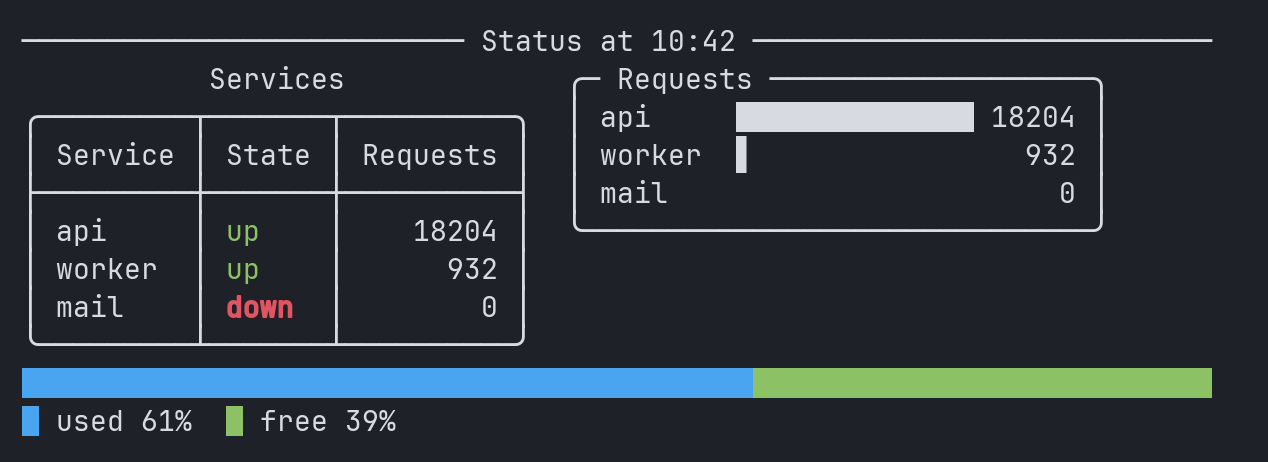 Status at 10:42
Services
Service State Requests
api up 18204
worker up 932
mail down 0
Requests
api 18204
worker 932
mail 0
used 61% free 39%